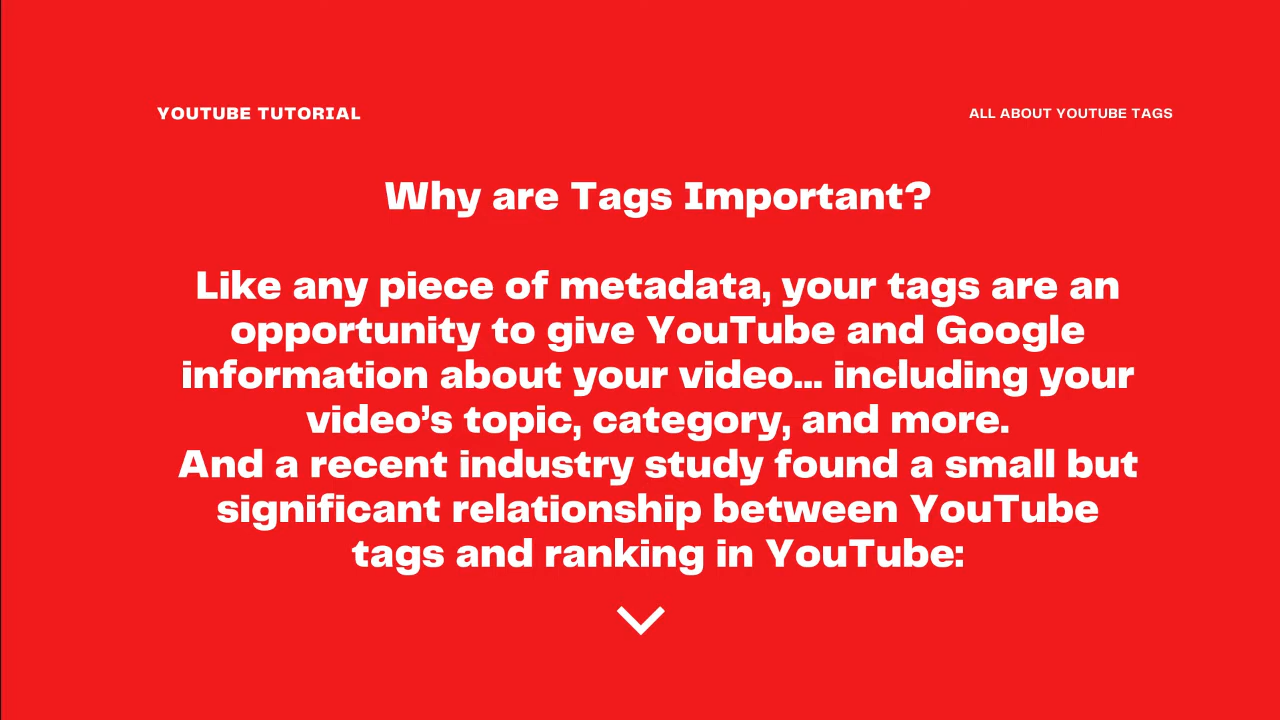 YOUTUBE TUTORIAL
ALL ABOUT YOUTUBE TAGS
Why are Tags Important?
Like any piece of metadata, your tags are an
opportunity to give YouTube and Google
information about your video... including your
video’s topic, category, and more.
And a recent industry study found a small but
significant relationship between YouTube
tags and ranking in YouTube: